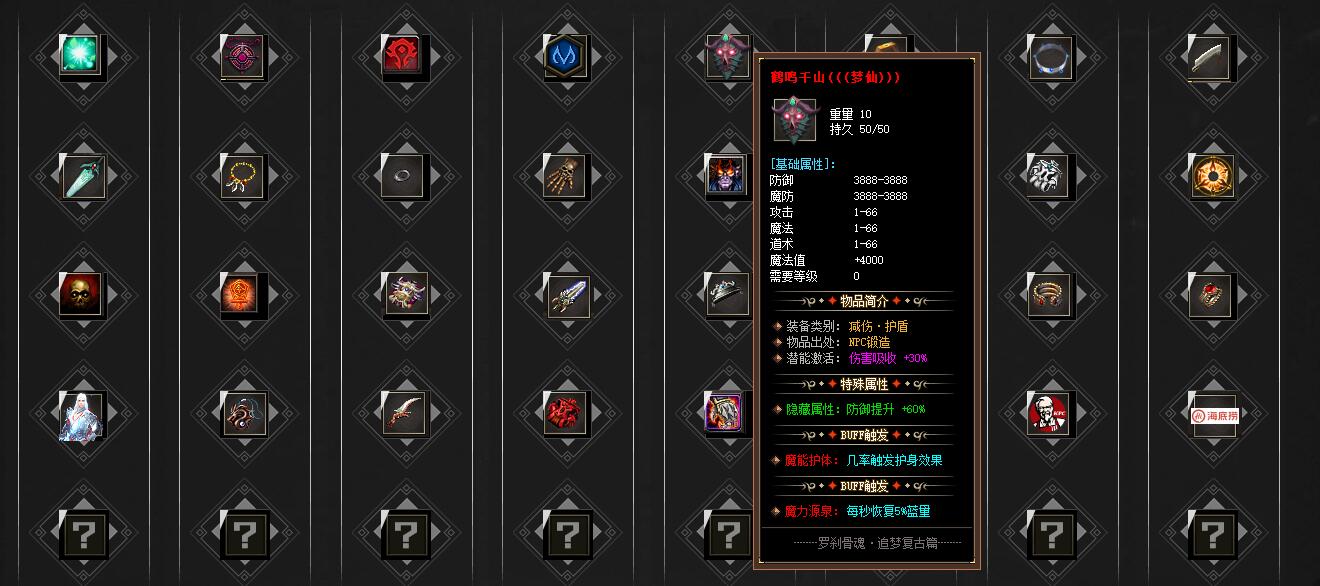 鹤鸣千山(((梦仙)))
重量 10
持久 50/50
[基础属性]:
防御 3888-3888
魔防 3888-3888
攻击 1-66
魔法 1-66
道术 1-66
魔法值 +4000
需要等级 0
物品简介
装备类别: 减伤·护盾
物品出处: NPC锻造
潜能激活: 伤害吸收 +30%
特殊属性
隐藏属性: 防御提升 +60%
BUFF触发
魔能护体: 几率触发护身效果
BUFF触发
魔力源泉: 每秒恢复5%蓝量
罗刹骨魂·追梦复古篇
KFC
海底捞
? ? ? ? ? ? ?